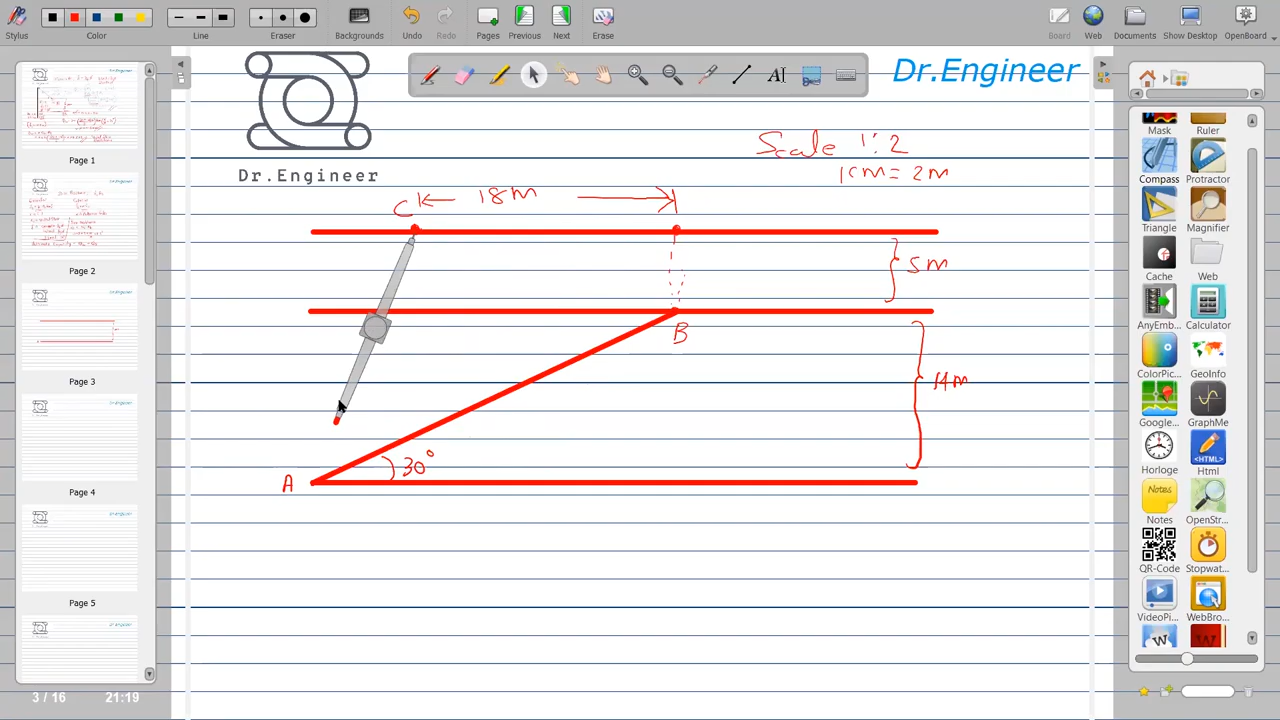 Stylus
Color
Line
Eraser
Backgrounds
Undo
Redo
Pages
Previous
Next
Erase
Board
Web
Documents
Show Desktop
OpenBoard
Dr.Engineer
Dr.Engineer
Scale 1:2
1cm = 2m
C
18m
5m
B
14m
30°
A
Page 1
Page 2
Page 3
Page 4
Page 5
3 / 16
21:19
Mask
Ruler
Compass
Protractor
Triangle
Magnifier
Cache
Web
AnyEmb...
Calculator
ColorPic...
GeoInfo
Google...
GraphMe
Horloge
<HTML>
Html
Notes
Notes
OpenStr...
QR-Code
Stopwat...
VideoPi...
WebBro...
W
W